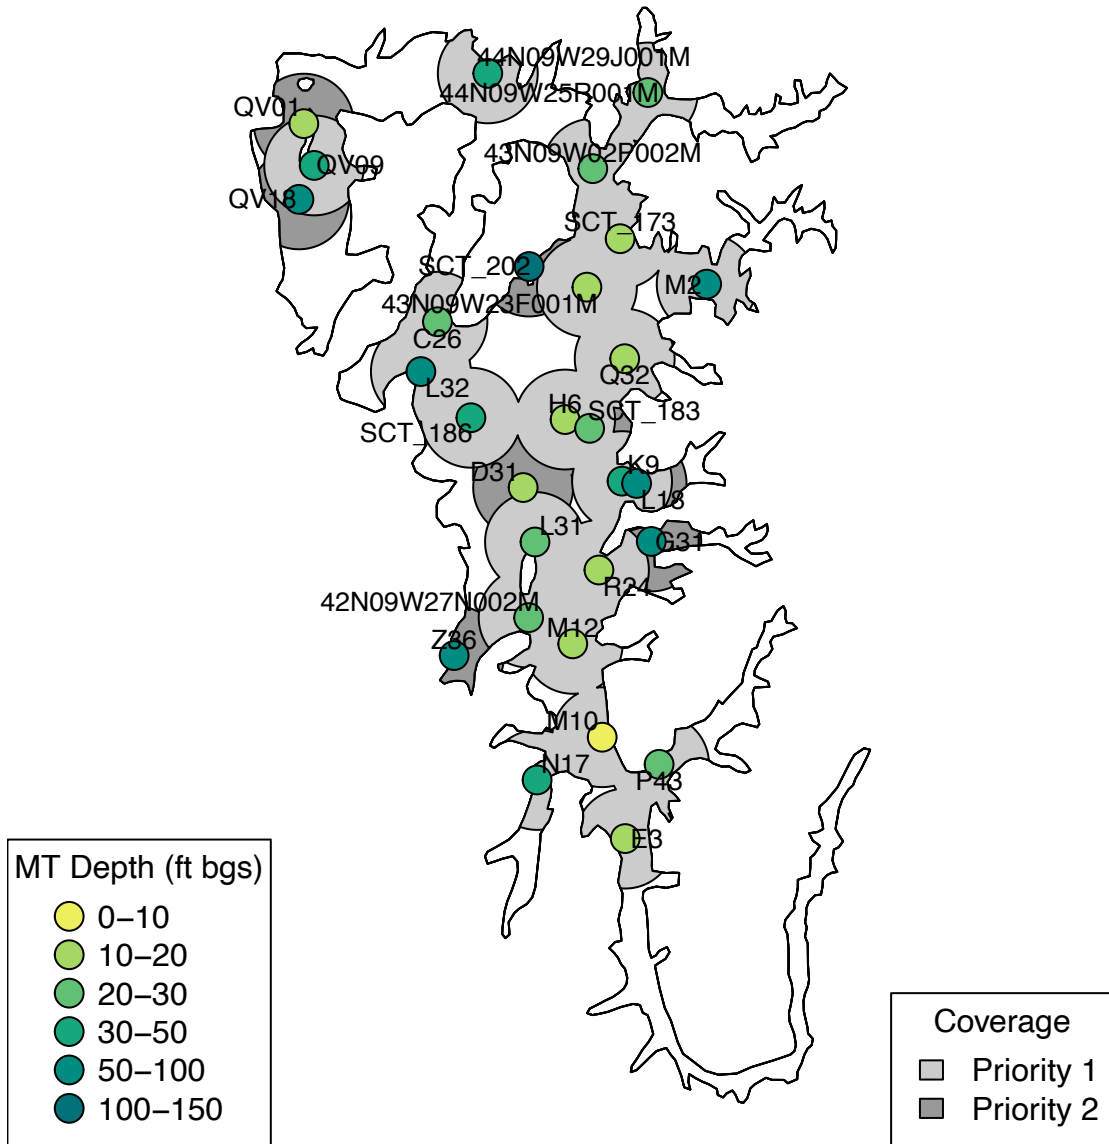 44N09W29J001M
44N09W25R001M
QV01
43N09W02P002M
QV09
QV18
SCT_173
SCT_202
M2
43N09W23F001M
C26
Q32
L32
H6
SCT_183
SCT_186
K9
D31
L18
L31
G31
R24
42N09W27N002M
M12
Z36
M10
N17
P43
E3
MT Depth (ft bgs)
0−10
10−20
20−30
30−50
50−100
100−150
Coverage
Priority 1
Priority 2